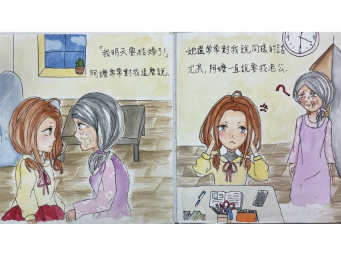 「我明天要結婚了!」
阿嬤常常對我這麼說。
她還常常對我說同樣的話
尤其,阿嬤一直說要找老公。